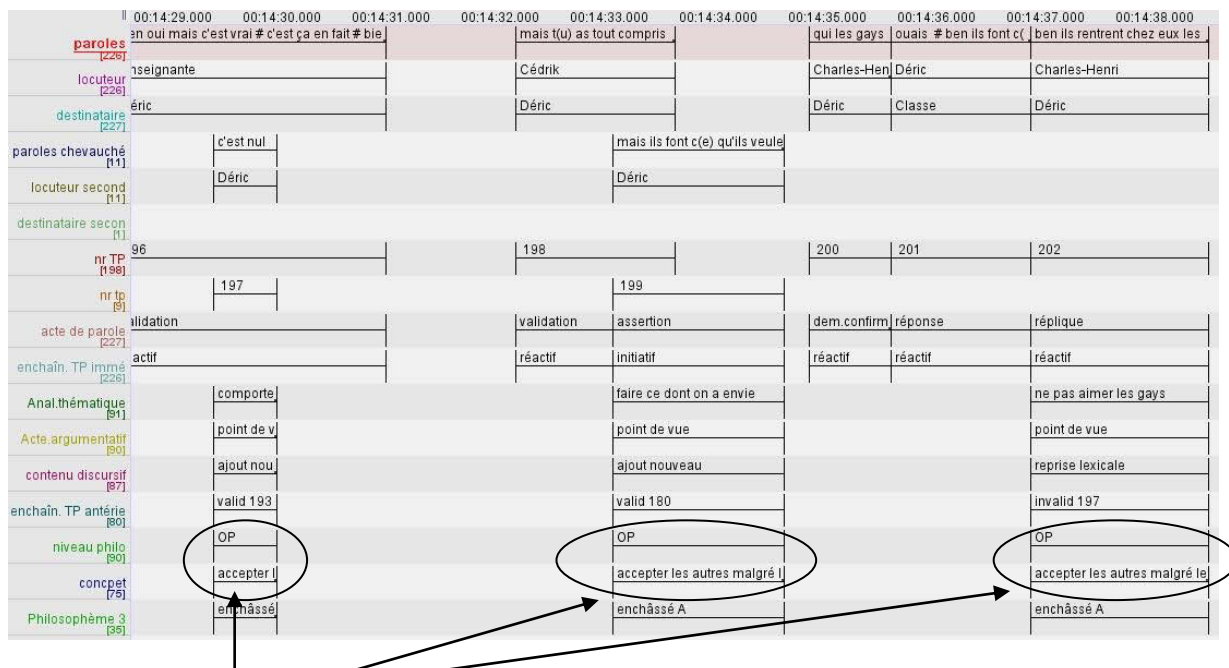 00:14:29.000 00:14:30.000 00:14:31.000 00:14:32.000 00:14:33.000 00:14:34.000 00:14:35.000 00:14:36.000 00:14:37.000 00:14:38.000
paroles [226] en oui mais c'est vrai # c'est ça en fait # bie mais t(u) as tout compris qui les gays ouais # ben ils font c( ben ils rentrent chez eux les
locuteur [226] nseignante Cédrik Charles-Hen Déric Charles-Henri
destinataire [227] éric Déric Déric Classe Déric
paroles chevauché [11] c'est nul mais ils font c(e) qu'ils veule
locuteur second [11] Déric Déric
destinataire secon [1]
nr TP [198] 96 198 200 201 202
nr tp [9] 197 199
acte de parole [227] alidation validation assertion dem.confirm réponse réplique
enchaîn. TP immé [226] actif réactif initiatif réactif réactif réactif
Anal.thématique [91] comporte faire ce dont on a envie ne pas aimer les gays
Acte.argumentatif [90] point de v point de vue point de vue
contenu discursif [87] ajout nou ajout nouveau reprise lexicale
enchaîn. TP antérie [80] valid 193 valid 180 invalid 197
niveau philo [90] OP OP OP
concpet [75] accepter l accepter les autres malgré l accepter les autres malgré le
Philosophème 3 [35] enchâssé enchâssé A enchâssé A